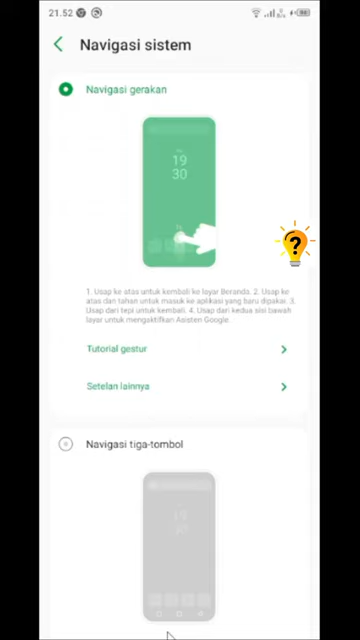 21.52
Navigasi sistem
Navigasi gerakan
19
30
?
1. Usap ke atas untuk kembali ke layar Beranda. 2. Usap ke
atas dan tahan untuk masuk ke aplikasi yang baru dipakai. 3.
Usap dari tepi untuk kembali. 4. Usap dari kedua sisi bawah
layar untuk mengaktifkan Asisten Google.
Tutorial gestur
Setelan lainnya
Navigasi tiga-tombol
19
30